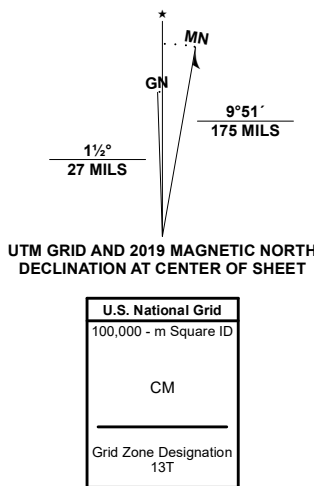 ★
MN
GN
9°51´
175 MILS
1½°
27 MILS
UTM GRID AND 2019 MAGNETIC NORTH
DECLINATION AT CENTER OF SHEET
U.S. National Grid
100,000 - m Square ID
CM
Grid Zone Designation
13T